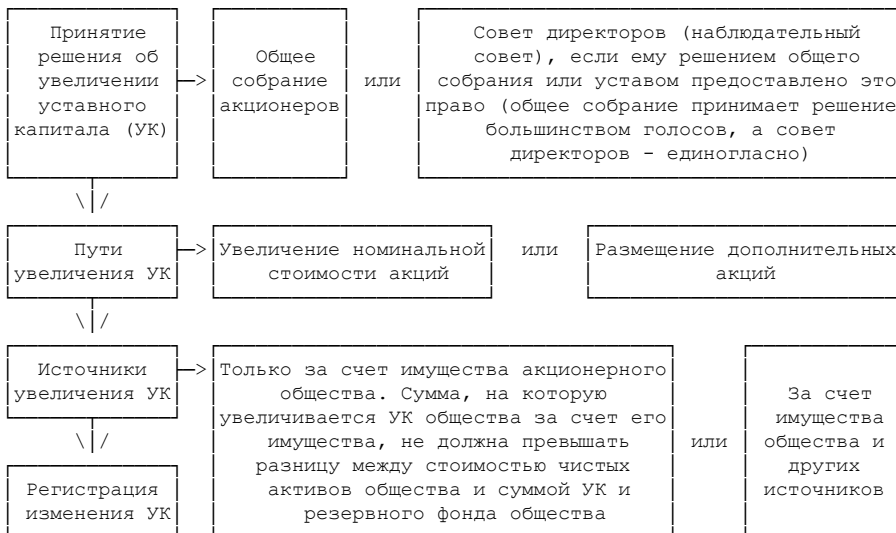 Принятие
решения об
увеличении
уставного
капитала (УК)
Общее
собрание
акционеров
или
Совет директоров (наблюдательный
совет), если ему решением общего
собрания или уставом предоставлено это
право (общее собрание принимает решение
большинством голосов, а совет
директоров - единогласно)
Пути
увеличения УК
Увеличение номинальной
стоимости акций
или
Размещение дополнительных
акций
Источники
увеличения УК
Только за счет имущества акционерного
общества. Сумма, на которую
увеличивается УК общества за счет его
имущества, не должна превышать
разницу между стоимостью чистых
активов общества и суммой УК и
резервного фонда общества
или
За счет
имущества
общества и
других
источников
Регистрация
изменения УК